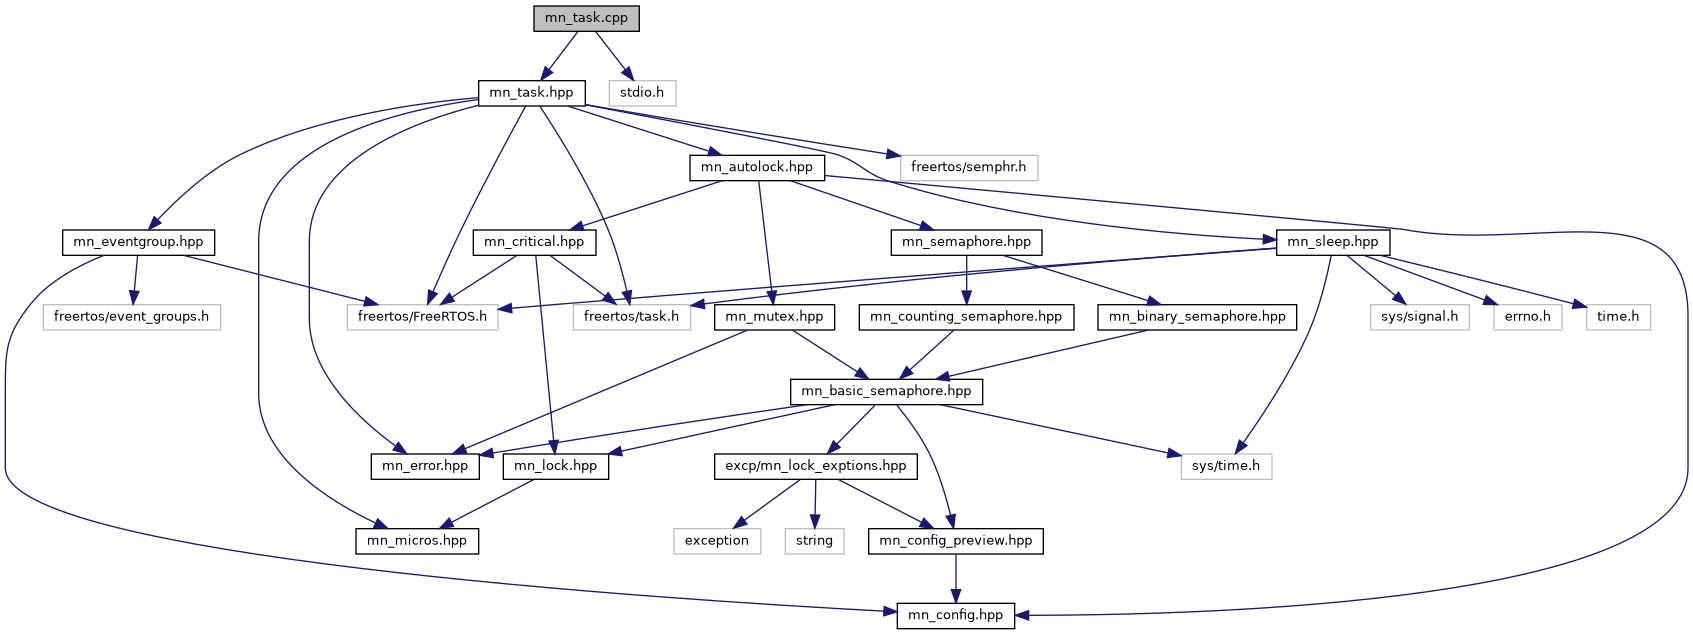 mn_task.cpp
mn_task.hpp
stdio.h
mn_autolock.hpp
freertos/semphr.h
mn_eventgroup.hpp
mn_critical.hpp
mn_semaphore.hpp
mn_sleep.hpp
freertos/event_groups.h
freertos/FreeRTOS.h
freertos/task.h
mn_mutex.hpp
mn_counting_semaphore.hpp
mn_binary_semaphore.hpp
sys/signal.h
errno.h
time.h
mn_basic_semaphore.hpp
mn_error.hpp
mn_lock.hpp
excp/mn_lock_exptions.hpp
sys/time.h
mn_micros.hpp
exception
string
mn_config_preview.hpp
mn_config.hpp